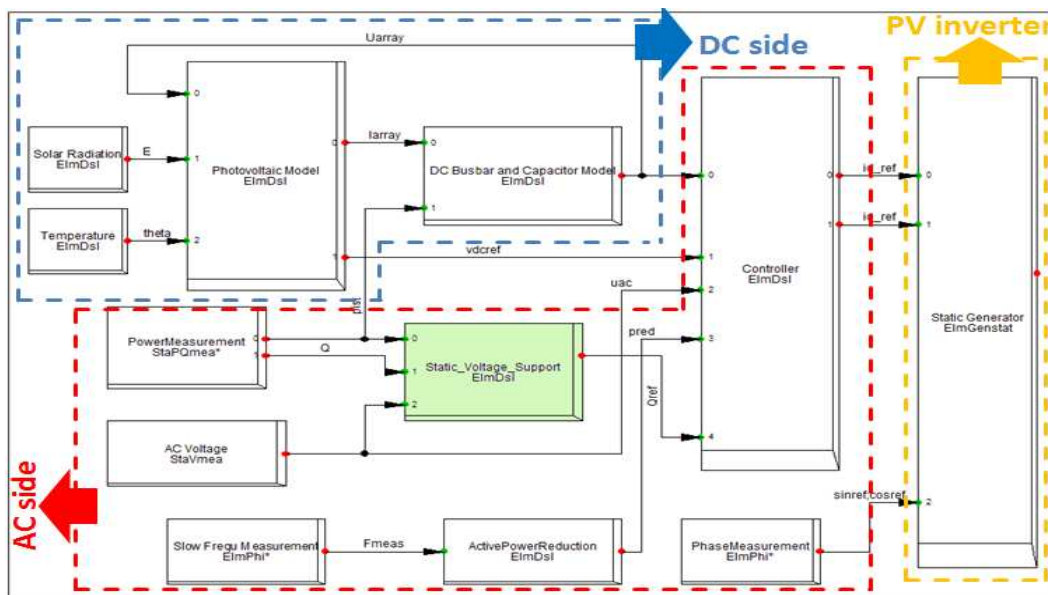 PV inverter
DC side
Uarray
0
Solar Radiation
ElmDsl
E
1
Photovoltaic Model
ElmDsl
0
Iarray
0
DC Busbar and Capacitor Model
ElmDsl
1
0
Controller
ElmDsl
0
1
0
1
Static Generator
ElmGenstat
Temperature
ElmDsl
theta
2
1
vdcref
1
uac
2
PowerMeasurement
StaPQmea*
0
1
Q
0
1
2
Static_Voltage_Support
ElmDsl
pred
3
Qref
4
AC Voltage
StaVmea
AC side
sinref;cosref
2
Slow Frequ Measurement
ElmPhi*
Fmeas
ActivePowerReduction
ElmDsl
PhaseMeasurement
ElmPhi*